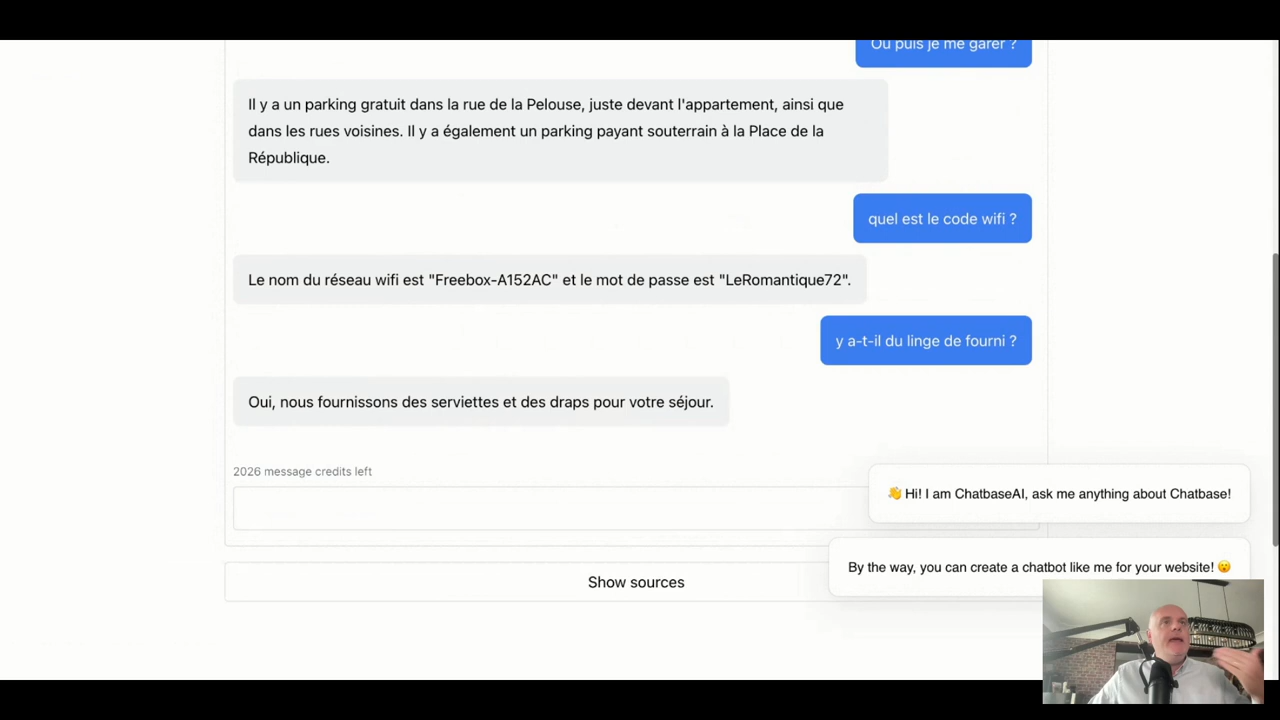 Où puis je me garer ?
Il y a un parking gratuit dans la rue de la Pelouse, juste devant l'appartement, ainsi que
dans les rues voisines. Il y a également un parking payant souterrain à la Place de la
République.
quel est le code wifi ?
Le nom du réseau wifi est "Freebox-A152AC" et le mot de passe est "LeRomantique72".
y a-t-il du linge de fourni ?
Oui, nous fournissons des serviettes et des draps pour votre séjour.
2026 message credits left
👋 Hi! I am ChatbaseAI, ask me anything about Chatbase!
By the way, you can create a chatbot like me for your website! 😮
Show sources